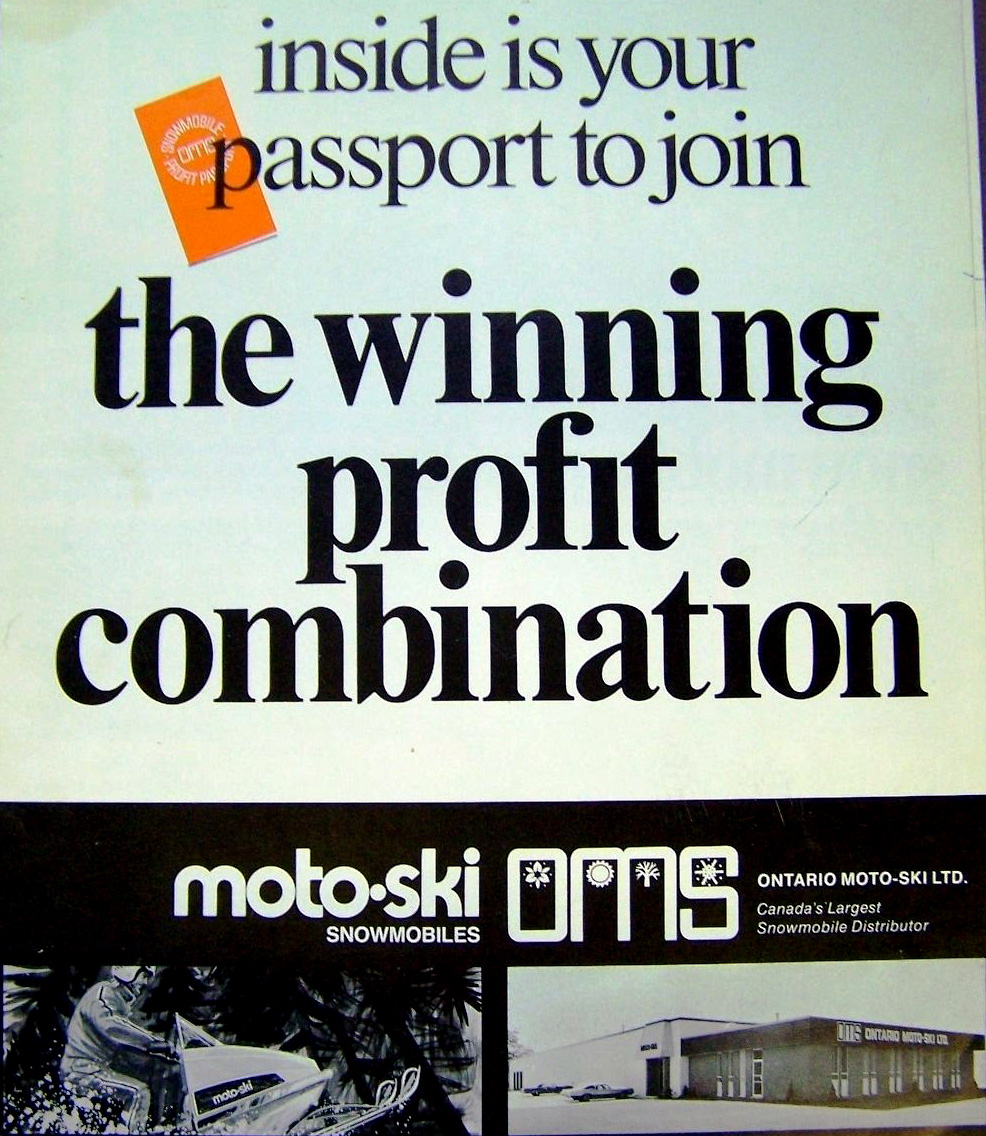 inside is your
passport to join
SNOWMOBILE
oms
PROFIT
the winning
profit
combination
moto-ski
SNOWMOBILES
oms
ONTARIO MOTO-SKI LTD.
Canada's Largest
Snowmobile Distributor
moto-ski
oms ONTARIO MOTO-SKI LTD.